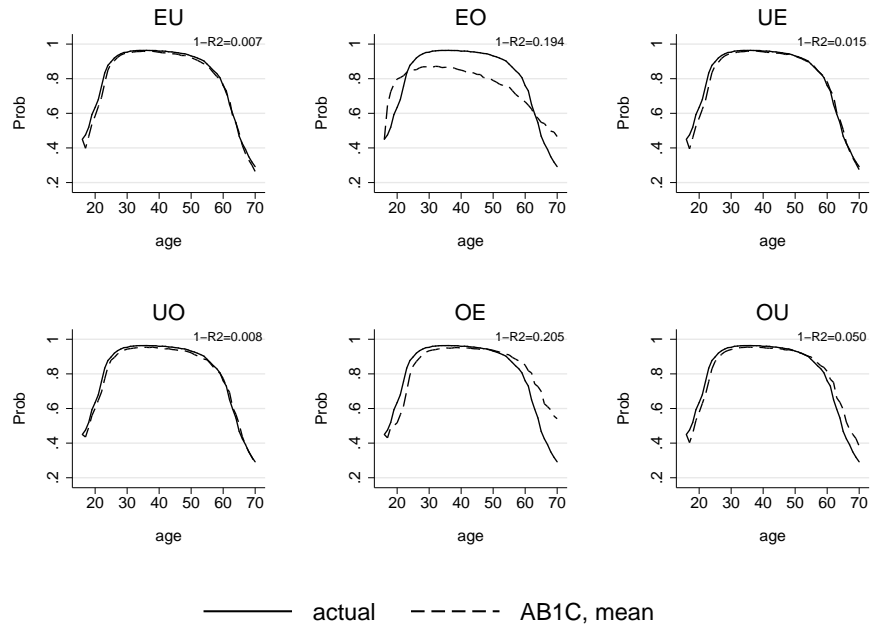 EU
1−R2=0.007
Prob
.2 .4 .6 .8 1
20 30 40 50 60 70
age
EO
1−R2=0.194
Prob
.2 .4 .6 .8 1
20 30 40 50 60 70
age
UE
1−R2=0.015
Prob
.2 .4 .6 .8 1
20 30 40 50 60 70
age
UO
1−R2=0.008
Prob
.2 .4 .6 .8 1
20 30 40 50 60 70
age
OE
1−R2=0.205
Prob
.2 .4 .6 .8 1
20 30 40 50 60 70
age
OU
1−R2=0.050
Prob
.2 .4 .6 .8 1
20 30 40 50 60 70
age
actual AB1C, mean